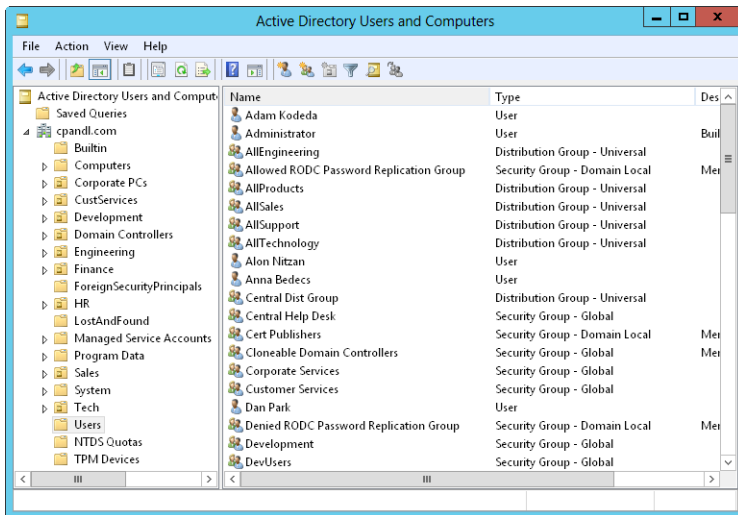 Active Directory Users and Computers
File Action View Help
Active Directory Users and Comput
Saved Queries
cpandl.com
Builtin
Computers
Corporate PCs
CustServices
Development
Domain Controllers
Engineering
Finance
ForeignSecurityPrincipals
HR
LostAndFound
Managed Service Accounts
Program Data
Sales
System
Tech
Users
NTDS Quotas
TPM Devices
Name Type Des
Adam Kodeda User
Administrator User Buil
AllEngineering Distribution Group - Universal
Allowed RODC Password Replication Group Security Group - Domain Local Mer
AllProducts Distribution Group - Universal
AllSales Distribution Group - Universal
AllSupport Distribution Group - Universal
AllTechnology Distribution Group - Universal
Alon Nitzan User
Anna Bedecs User
Central Dist Group Distribution Group - Universal
Central Help Desk Security Group - Global
Cert Publishers Security Group - Domain Local Mer
Cloneable Domain Controllers Security Group - Global Mer
Corporate Services Security Group - Global
Customer Services Security Group - Global
Dan Park User
Denied RODC Password Replication Group Security Group - Domain Local Mer
Development Security Group - Global
DevUsers Security Group - Global